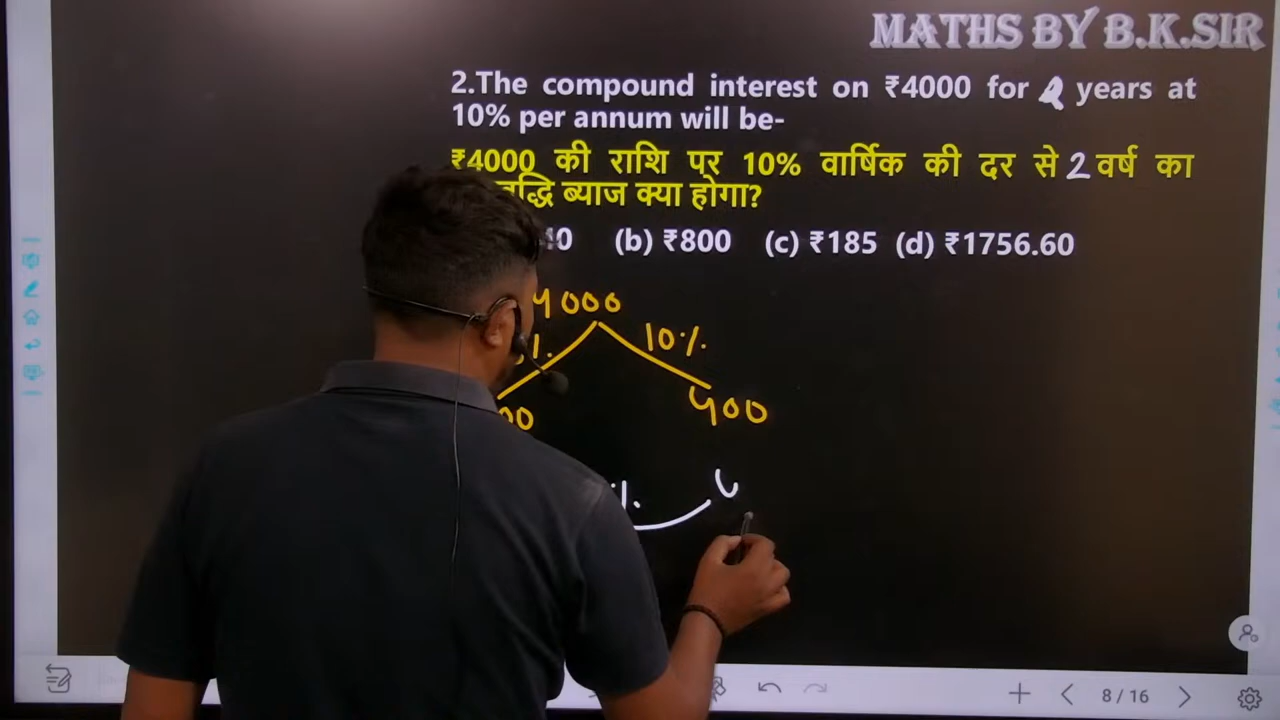 MATHS BY B.K.SIR
2.The compound interest on ₹4000 for 2 years at
10% per annum will be-
₹4000 की राशि पर 10% वार्षिक की दर से 2 वर्ष का
ब्याज क्या होगा?
(b) ₹800 (c) ₹185 (d) ₹1756.60
4000
10%
400
8 / 16